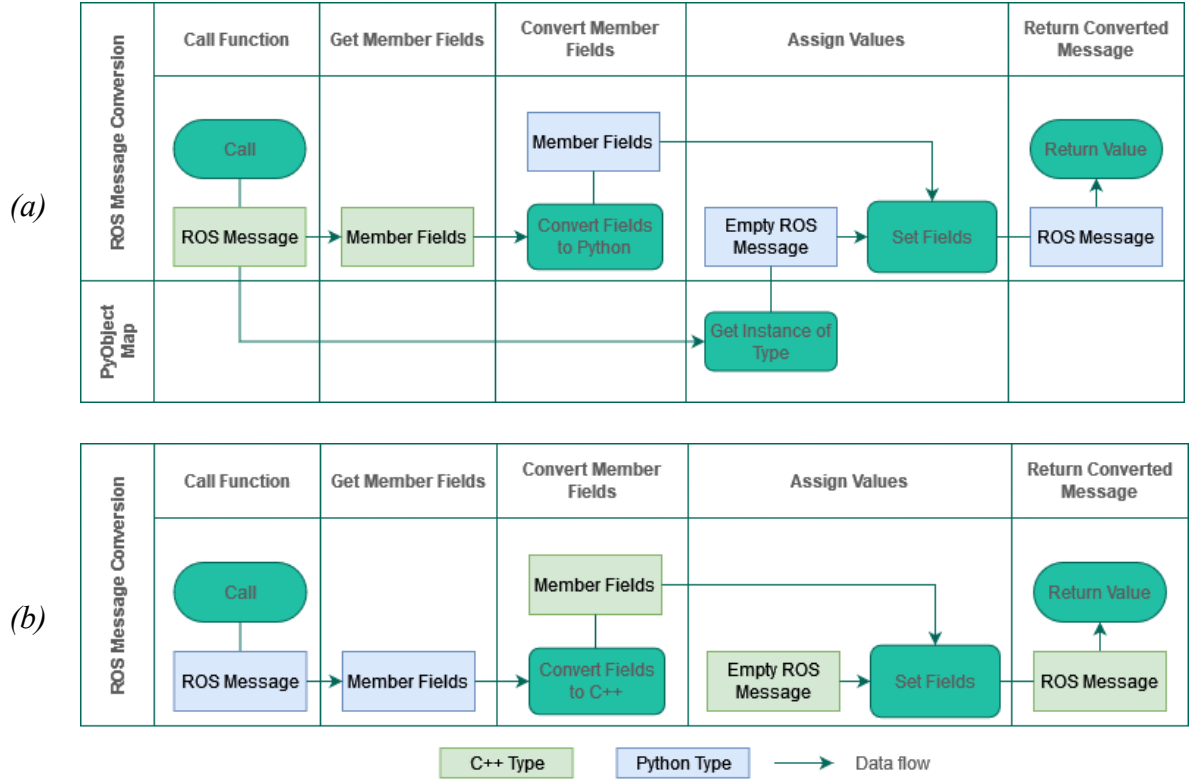 Call Function
Get Member Fields
Convert Member
Fields
Assign Values
Return Converted
Message
ROS Message Conversion
(a)
Call
Member Fields
Return Value
ROS Message
Member Fields
Convert Fields
to Python
Empty ROS
Message
Set Fields
ROS Message
PyObject
Map
Get Instance of
Type
Call Function
Get Member Fields
Convert Member
Fields
Assign Values
Return Converted
Message
ROS Message Conversion
(b)
Call
Member Fields
Return Value
ROS Message
Member Fields
Convert Fields
to C++
Empty ROS
Message
Set Fields
ROS Message
C++ Type
Python Type
Data flow